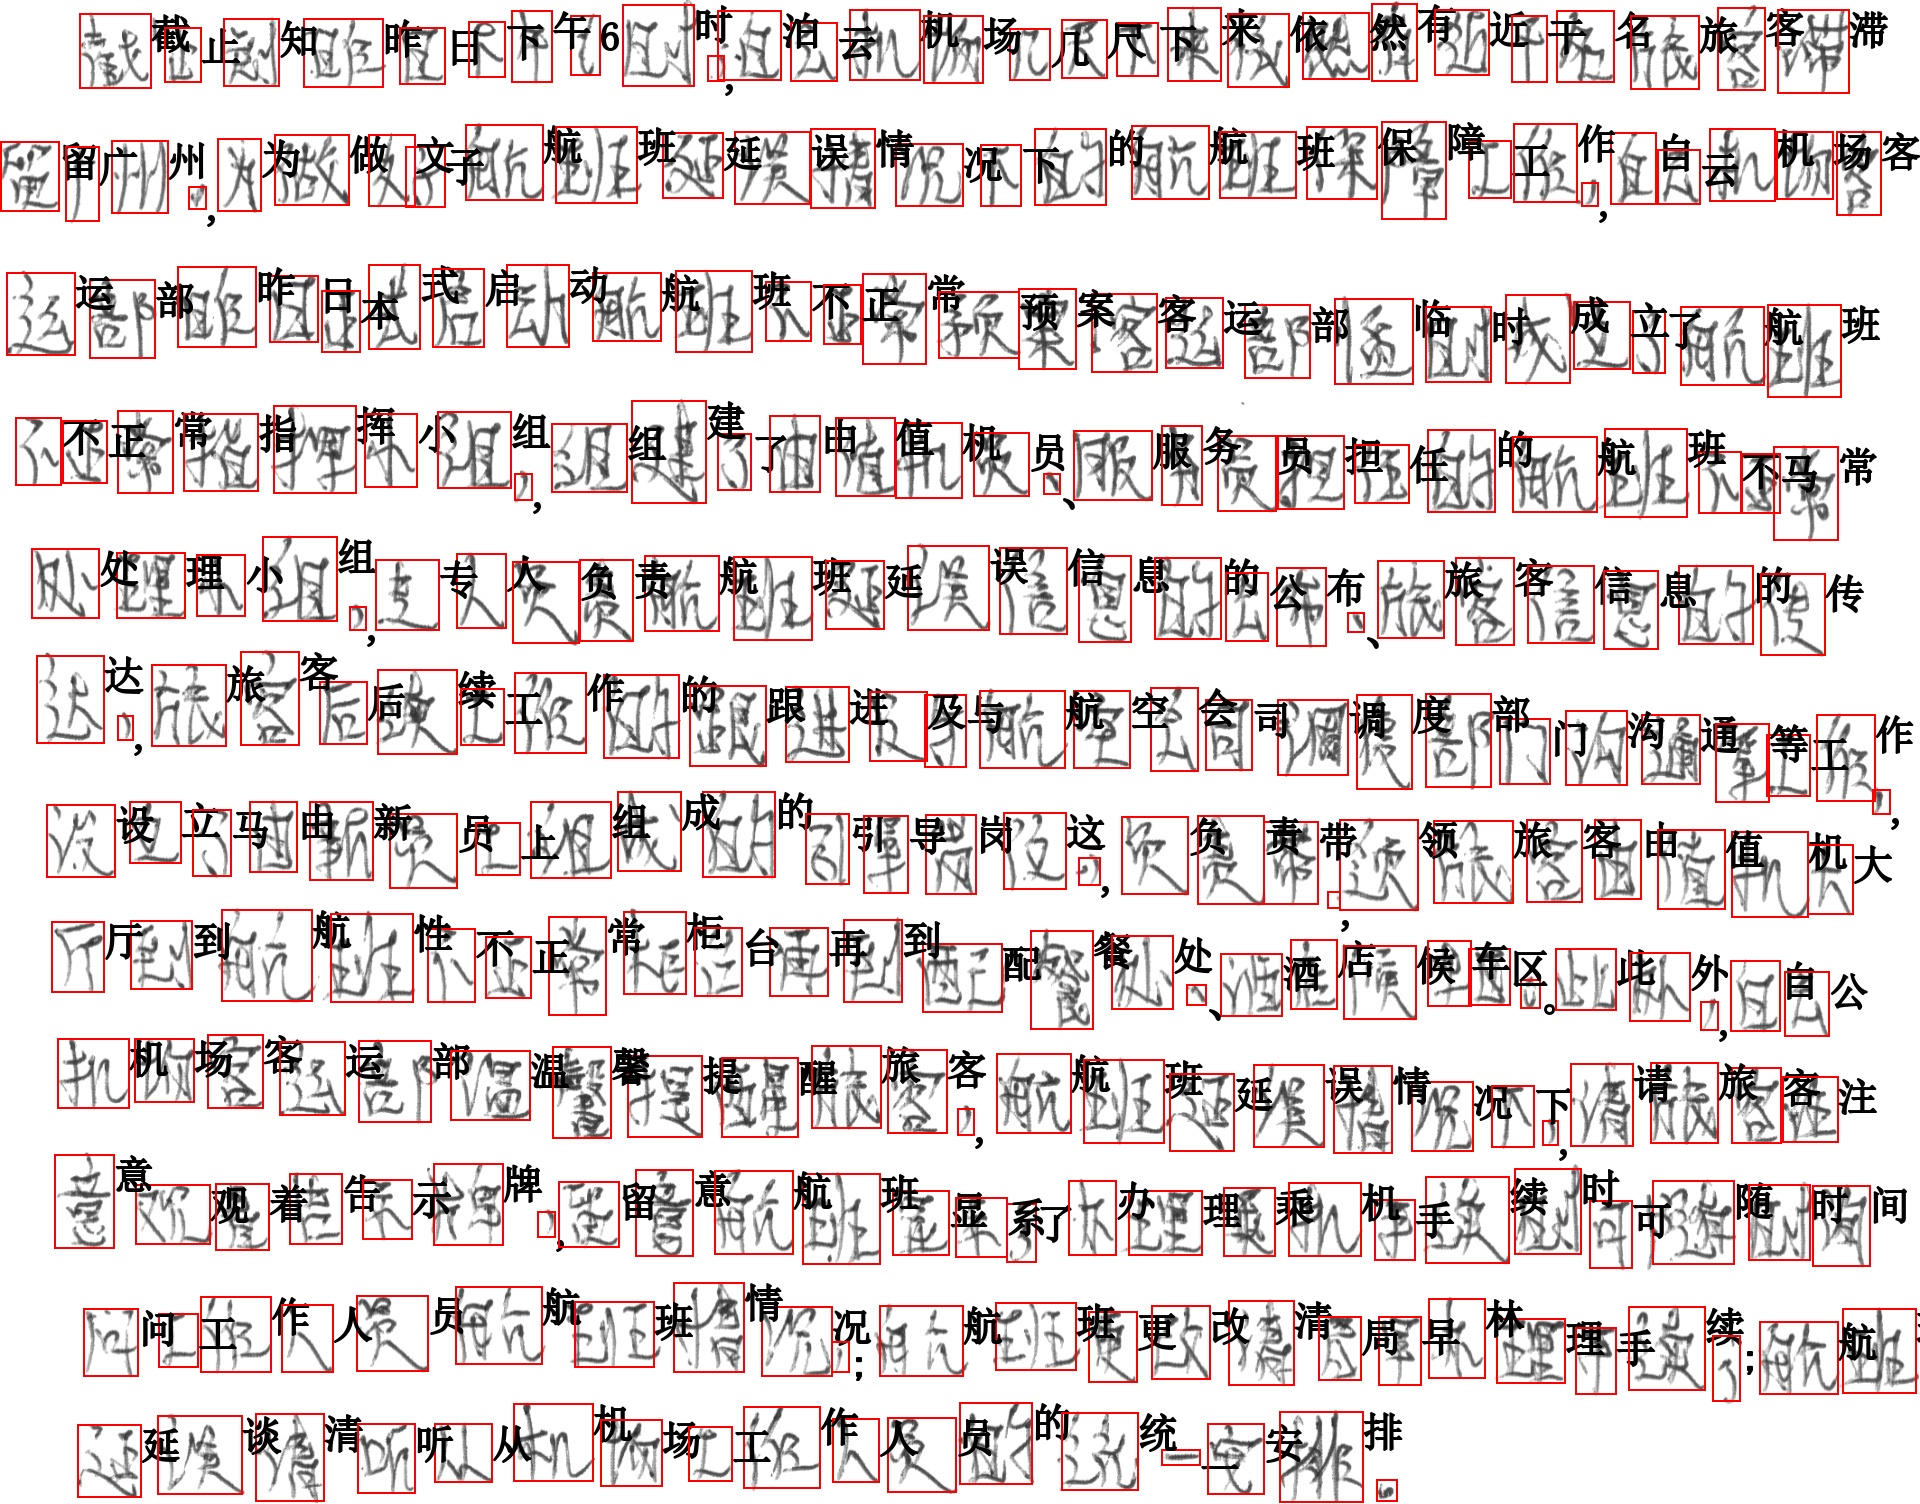 截止知昨日下午6时,泊云机场几尺下来依然有近干名旅客滞
留广州,为做文子航班延误情况下的航班保障工作,自云机场客
运部昨日本式启动航班不正常预案客运部临时成立了航班
不正常指挥小组,组建了由值机员、服务员担任的航班不马常
处理小组,专人负责航班延误信息的公布、旅客信息的传
达,旅客后续工作的跟进及与航空会司调度部门沟通等工作,
设立马由新员上组成的引导岗这,负责带,领旅客由值机大
厅到航性不正常柜台再到配餐处、酒店候车区。此外,自公
机场客运部温馨提醒旅客,航班延误情况下,请旅客注
意观着告示牌,留意航班显系了办理乘机手续时可随时间
问工作人员航班情况;航班更改清局早林理手续;航班
延谈清听从机场工作人员的统一安排